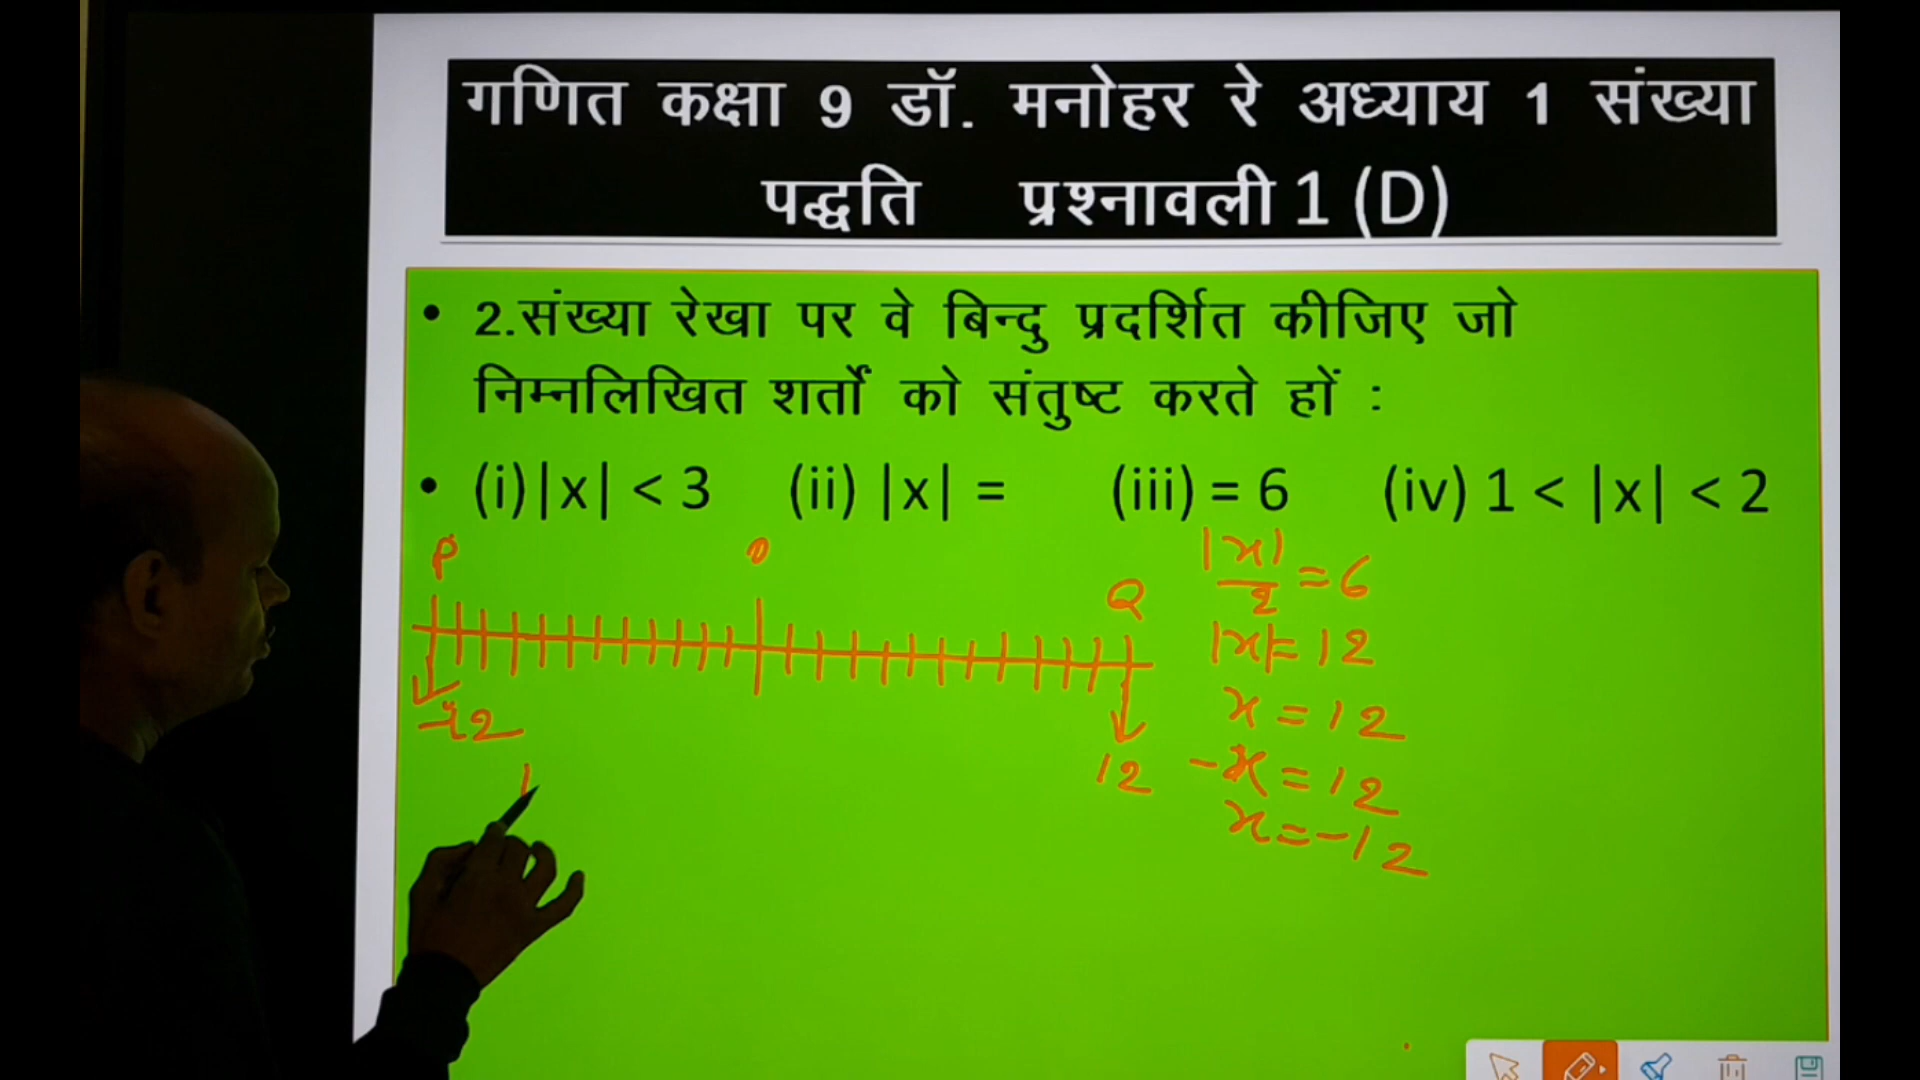 गणित कक्षा 9 डॉ. मनोहर रे अध्याय 1 संख्या
पद्धति प्रश्नावली 1 (D)
• 2.संख्या रेखा पर वे बिन्दु प्रदर्शित कीजिए जो
निम्नलिखित शर्तों को संतुष्ट करते हों :
• (i)|x| < 3 (ii) |x| = (iii) = 6 (iv) 1 < |x| < 2
P 0 Q
-12
12
|x|/2 = 6
|x|= 12
x = 12
-x = 12
x = -12